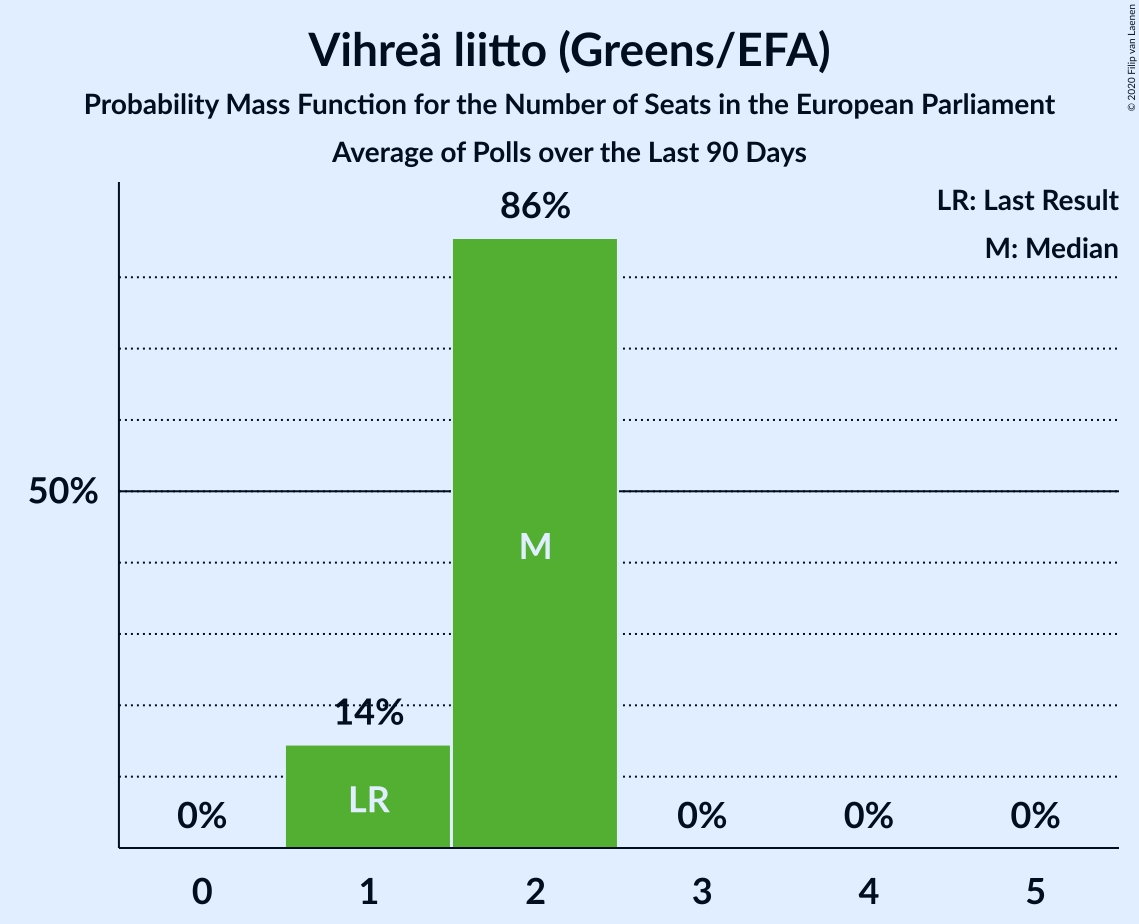 Vihreä liitto (Greens/EFA)
Probability Mass Function for the Number of Seats in the European Parliament
Average of Polls over the Last 90 Days
© 2020 Filip van Laenen
LR: Last Result
M: Median
86%
50%
M
14%
LR
0%
0%
0%
0%
0 1 2 3 4 5